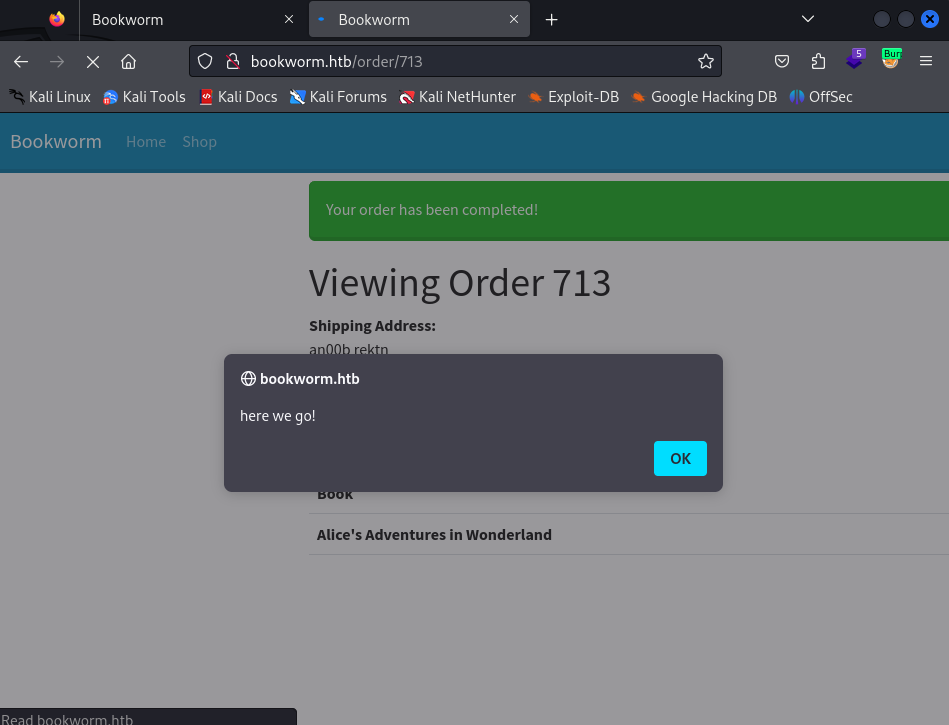 Bookworm
Bookworm
bookworm.htb/order/713
5
Burp
Kali Linux Kali Tools Kali Docs Kali Forums Kali NetHunter Exploit-DB Google Hacking DB OffSec
Bookworm Home Shop
Your order has been completed!
Viewing Order 713
Shipping Address:
an00b rektn
bookworm.htb
here we go!
OK
Book
Alice's Adventures in Wonderland
Read bookworm.htb